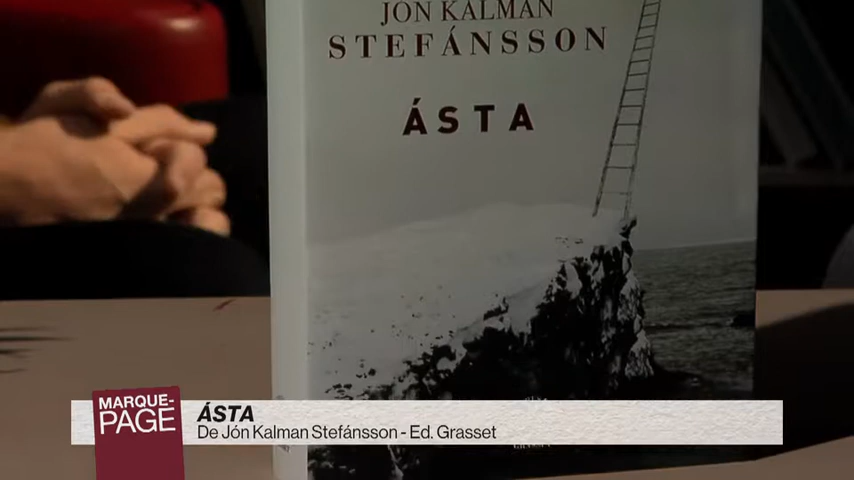 JÓN KALMAN
STEFÁNSSON
ÁSTA
MARQUE-
PAGE
ÁSTA
De Jón Kalman Stefánsson - Ed. Grasset